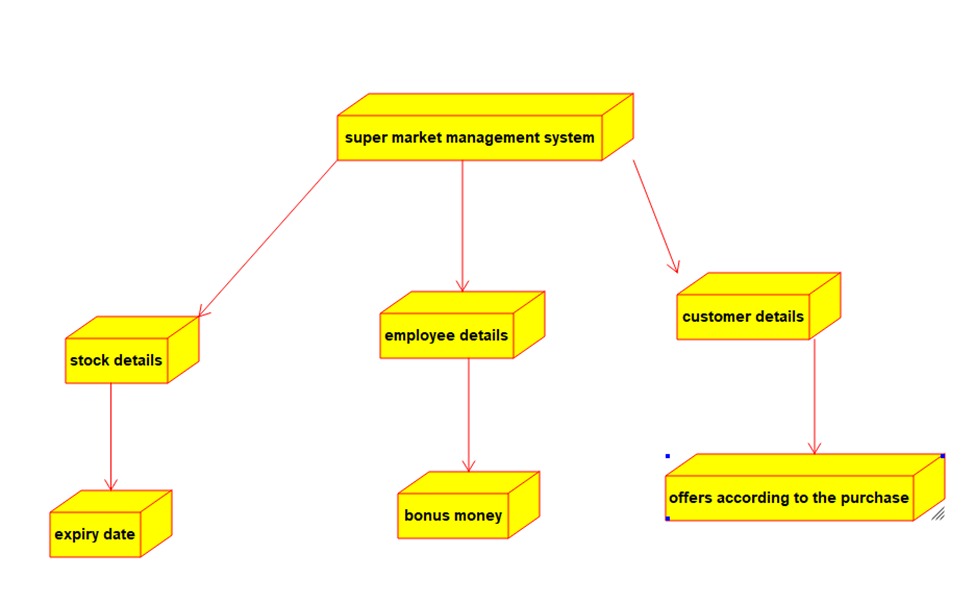 super market management system
stock details
employee details
customer details
expiry date
bonus money
offers according to the purchase